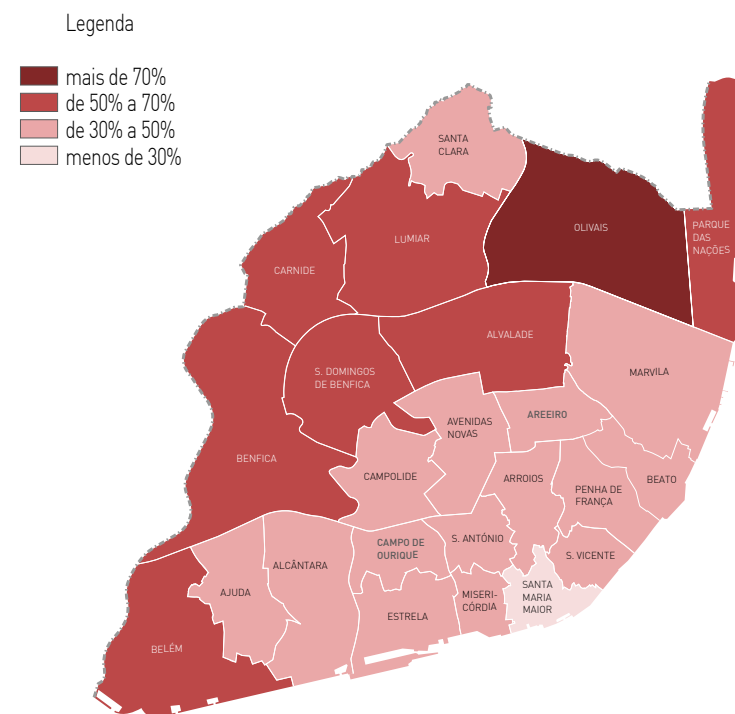 Legenda
mais de 70%
de 50% a 70%
de 30% a 50%
menos de 30%
SANTA
CLARA
OLIVAIS
PARQUE
DAS
NAÇÕES
LUMIAR
CARNIDE
ALVALADE
S. DOMINGOS
DE BENFICA
MARVILA
AVENIDAS
NOVAS
AREEIRO
BENFICA
CAMPOLIDE
ARROIOS
BEATO
PENHA DE
FRANÇA
CAMPO DE
OURIQUE
S. ANTÓNIO
S. VICENTE
ALCÂNTARA
AJUDA
SANTA
MARIA
MAIOR
MISERI-
CÓRDIA
ESTRELA
BELÉM